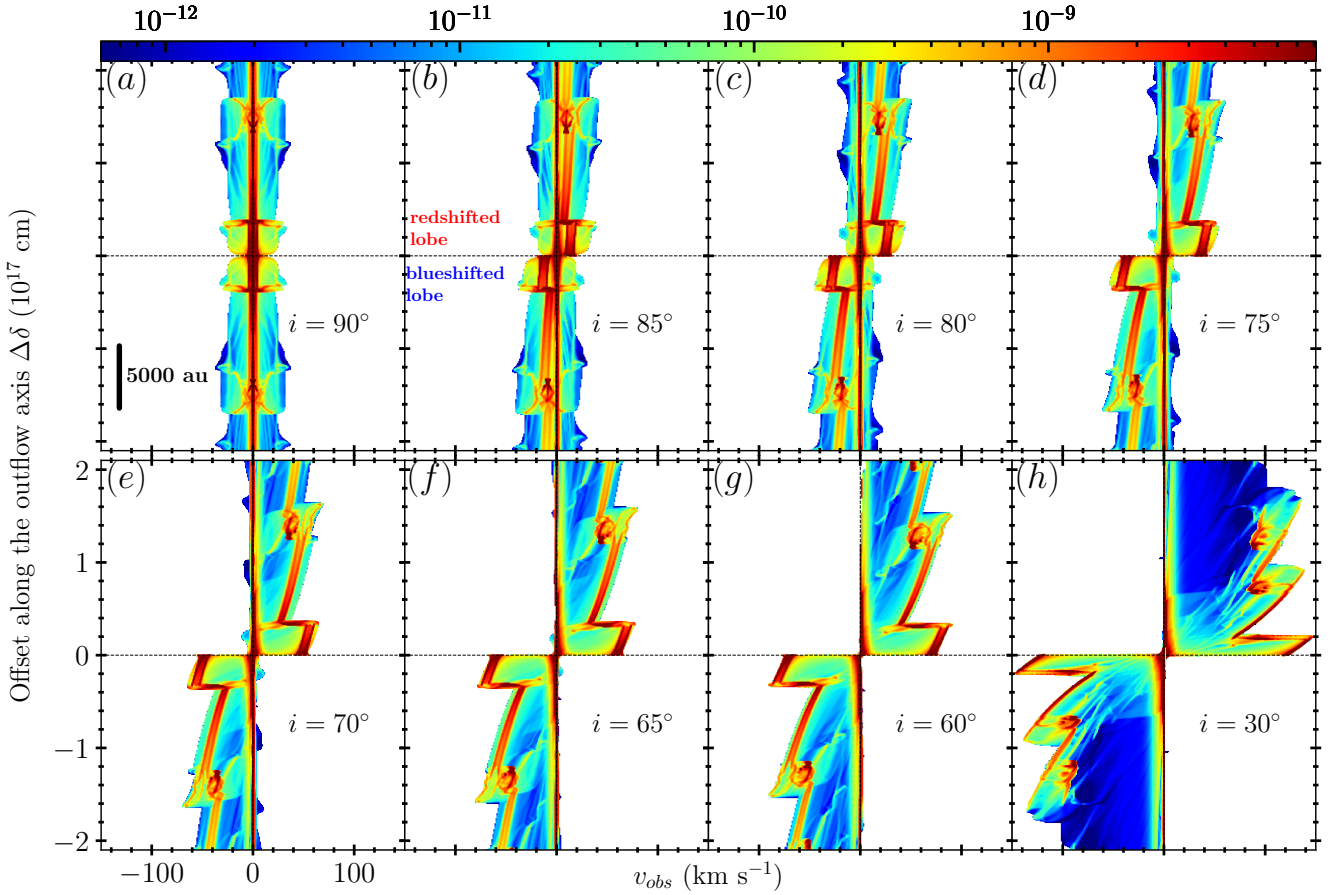 10⁻¹² 10⁻¹¹ 10⁻¹⁰ 10⁻⁹
(a) (b) (c) (d)
redshifted
lobe
blueshifted
lobe
i = 90° i = 85° i = 80° i = 75°
5000 au
Offset along the outflow axis Δδ (10¹⁷ cm)
(e) (f) (g) (h)
2
1
0
i = 70° i = 65° i = 60° i = 30°
−1
−2
−100 0 100
v_obs (km s⁻¹)